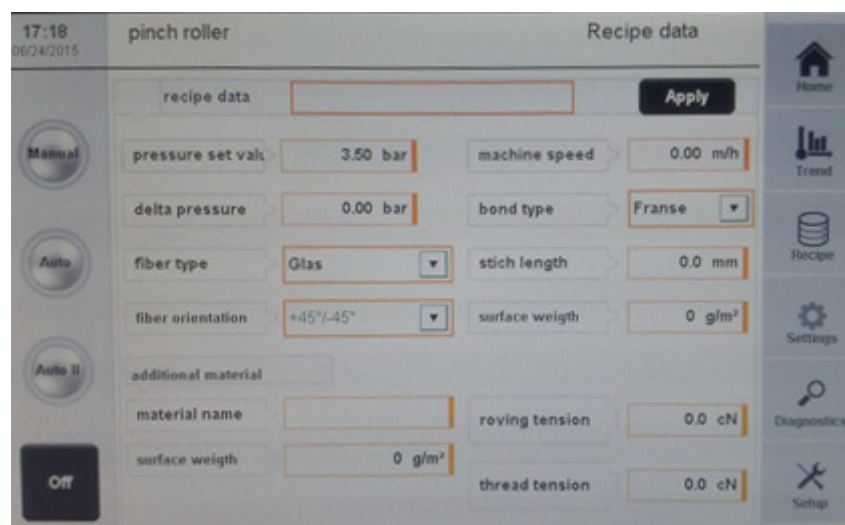 17:18
06/24/2015
pinch roller
Recipe data
recipe data
Apply
Home
Manual
pressure set valu
3.50 bar
machine speed
0.00 m/h
Trend
delta pressure
0.00 bar
bond type
Franse
Auto
fiber type
Glas
stich length
0.0 mm
Recipe
fiber orientation
+45°/-45°
surface weigth
0 g/m²
Settings
Auto II
additional material
material name
roving tension
0.0 cN
Diagnostics
surface weigth
0 g/m²
Off
thread tension
0.0 cN
Setup